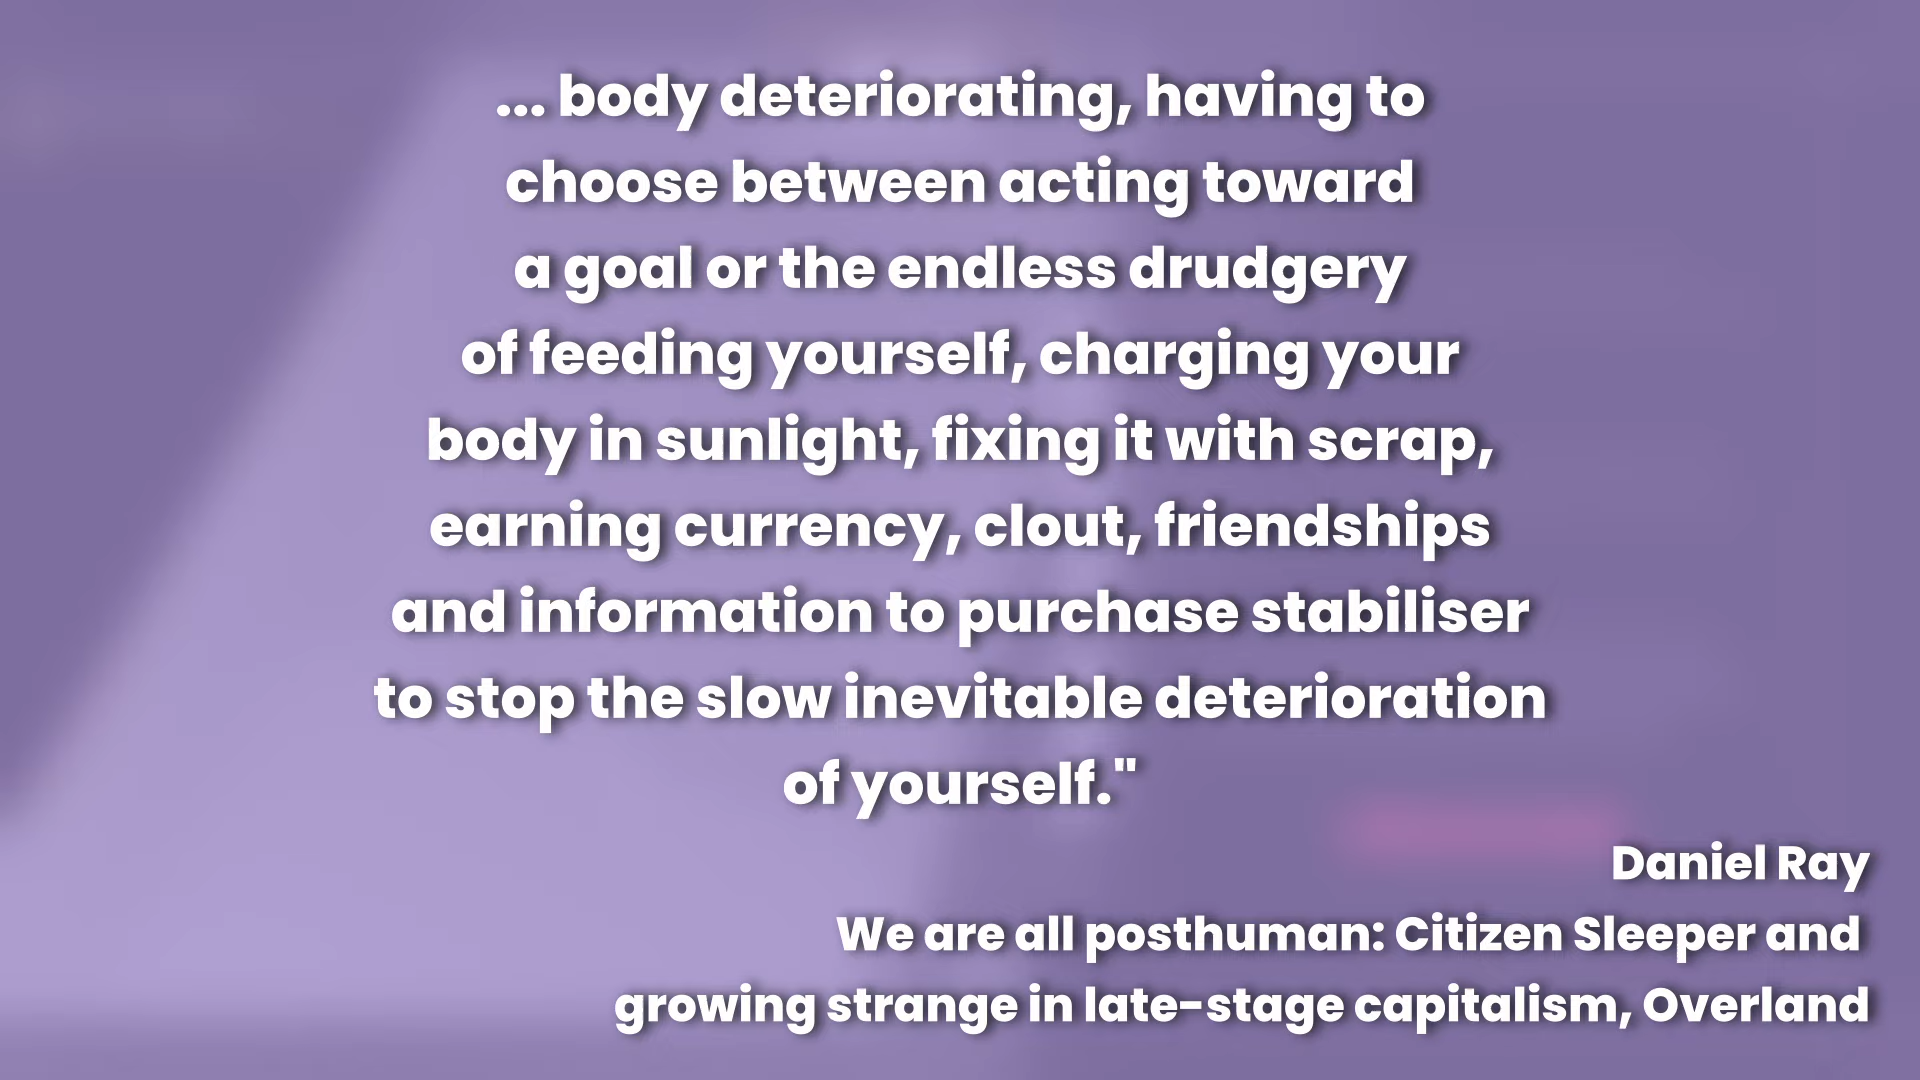 ... body deteriorating, having to
choose between acting toward
a goal or the endless drudgery
of feeding yourself, charging your
body in sunlight, fixing it with scrap,
earning currency, clout, friendships
and information to purchase stabiliser
to stop the slow inevitable deterioration
of yourself."
Daniel Ray
We are all posthuman: Citizen Sleeper and
growing strange in late-stage capitalism, Overland